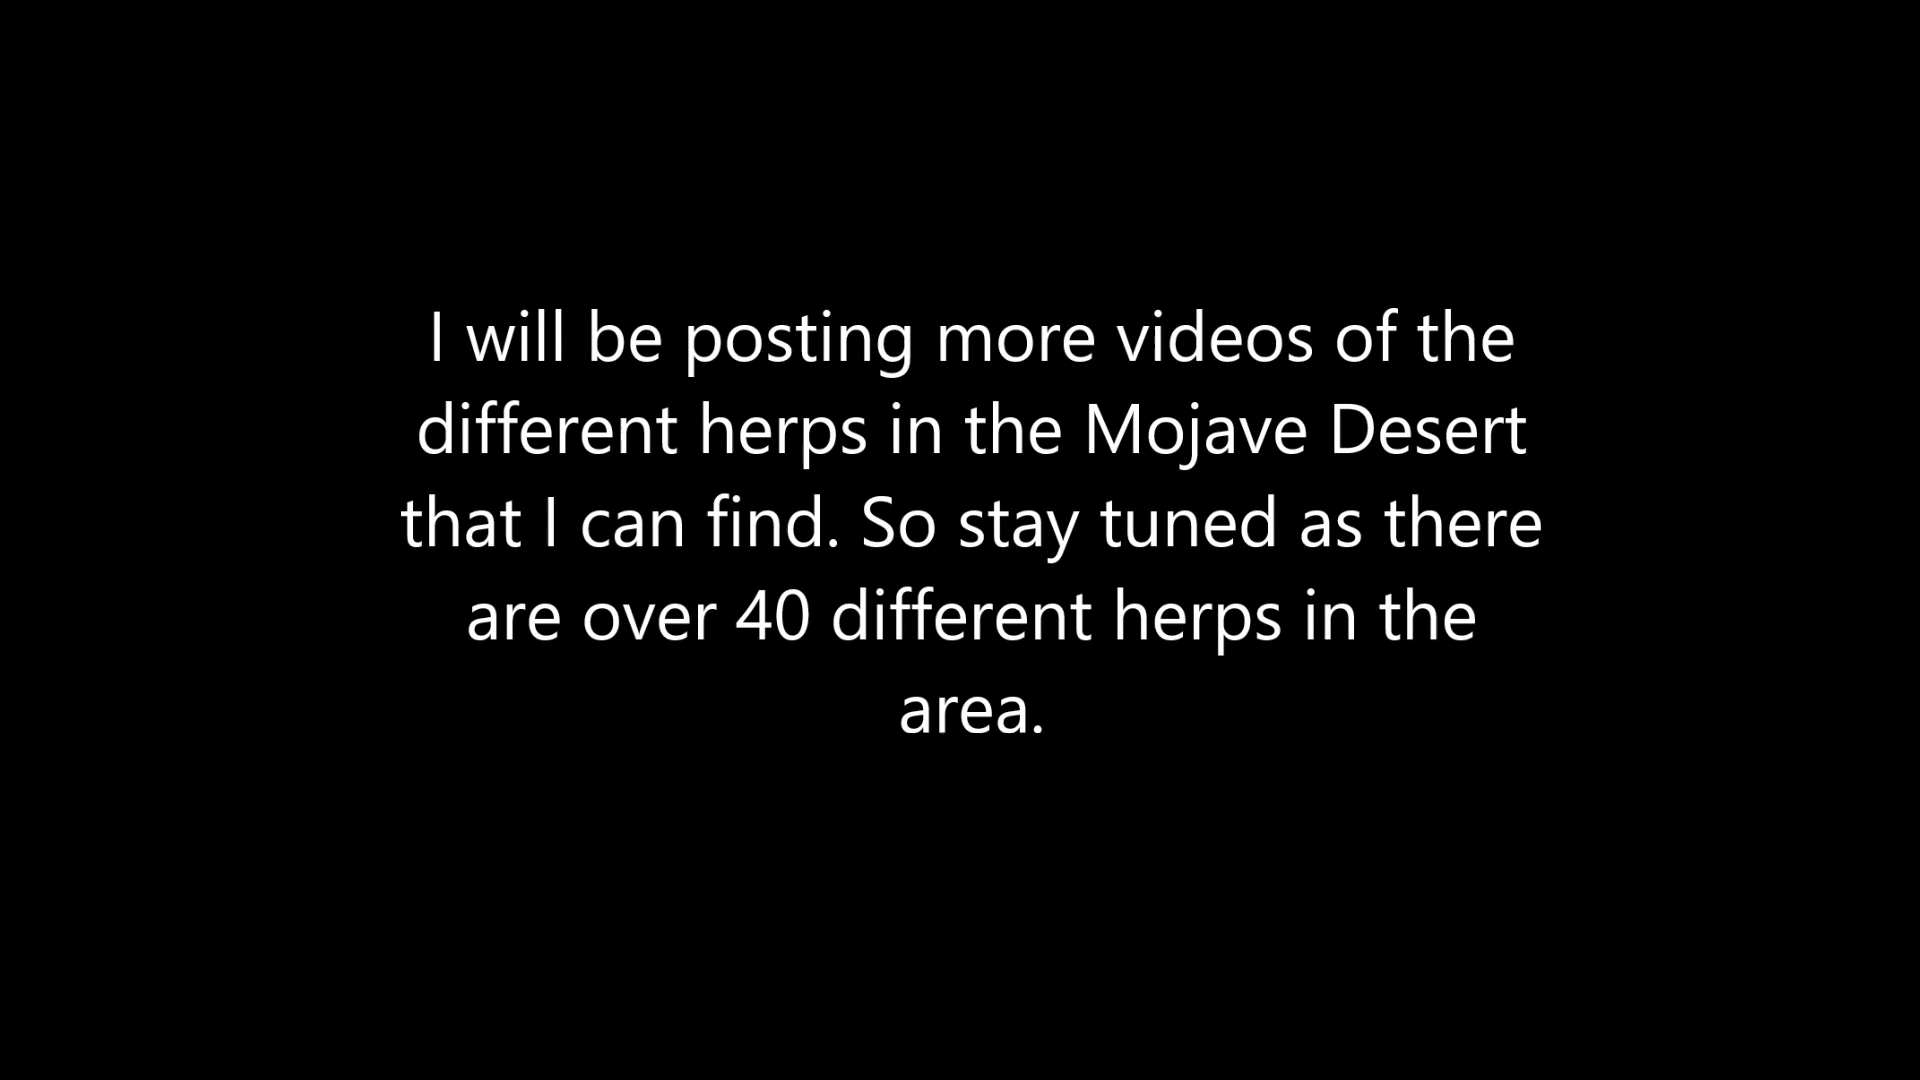 I will be posting more videos of the
different herps in the Mojave Desert
that I can find. So stay tuned as there
are over 40 different herps in the
area.